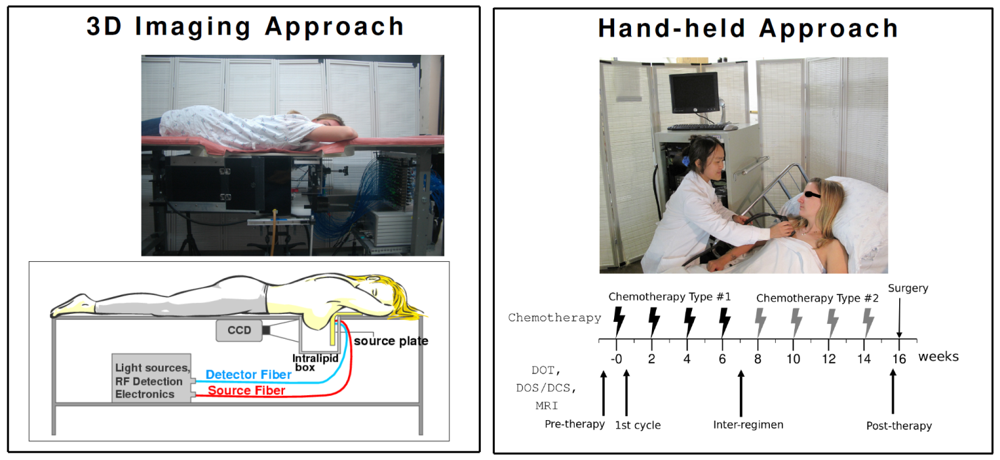 3D Imaging Approach
CCD
source plate
Intralipid
box
Light sources,
RF Detection
Electronics
Detector Fiber
Source Fiber
Hand-held Approach
Surgery
Chemotherapy Type #1
Chemotherapy Type #2
Chemotherapy
-0 2 4 6 8 10 12 14 16 weeks
DOT,
DOS/DCS,
MRI
Pre-therapy 1st cycle Inter-regimen Post-therapy